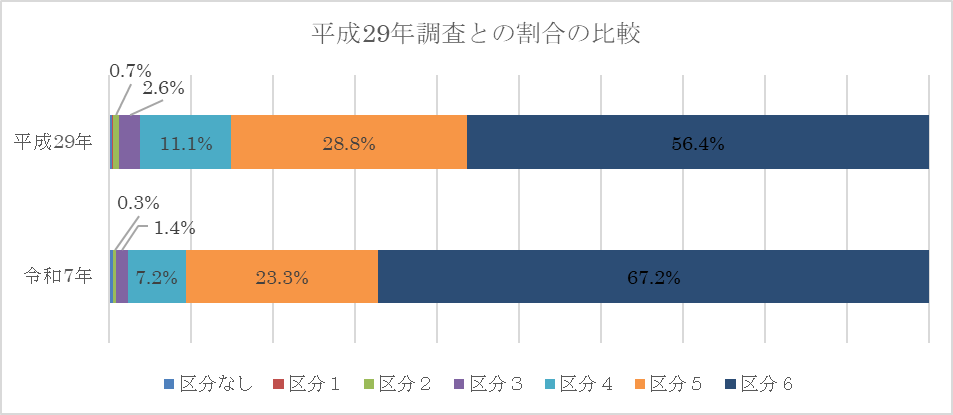 平成29年調査との割合の比較
0.7%
2.6%
平成29年
11.1%
28.8%
56.4%
0.3%
1.4%
令和7年
7.2%
23.3%
67.2%
区分なし 区分１ 区分２ 区分３ 区分４ 区分５ 区分６